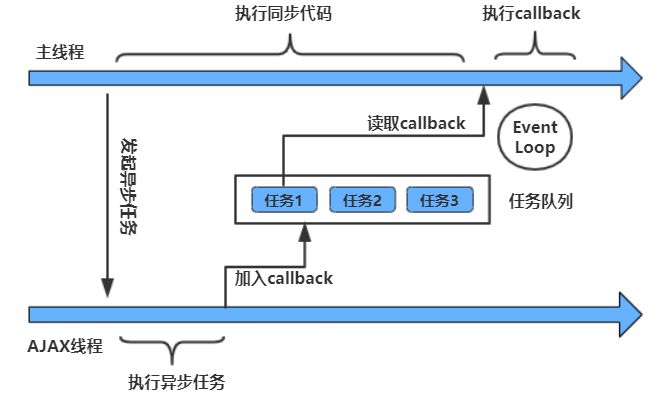 执行同步代码
执行callback
主线程
读取callback
Event
Loop
发起异步任务
任务1
任务2
任务3
任务队列
加入callback
AJAX线程
执行异步任务